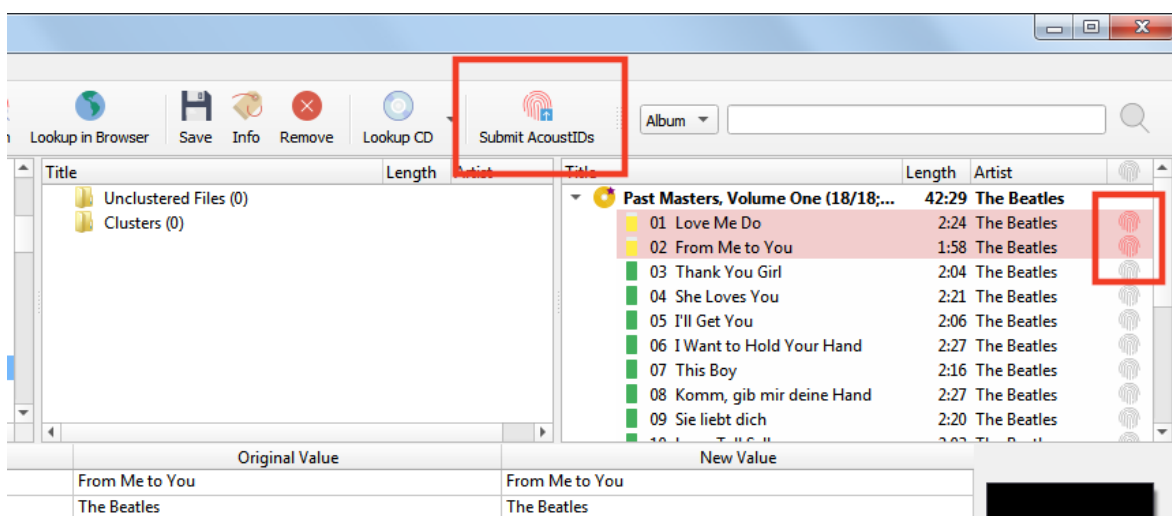 Lookup in Browser Save Info Remove Lookup CD Submit AcoustIDs Album
Title Length Artist
Unclustered Files (0)
Clusters (0)
Title Length Artist
Past Masters, Volume One (18/18;... 42:29 The Beatles
01 Love Me Do 2:24 The Beatles
02 From Me to You 1:58 The Beatles
03 Thank You Girl 2:04 The Beatles
04 She Loves You 2:21 The Beatles
05 I'll Get You 2:06 The Beatles
06 I Want to Hold Your Hand 2:27 The Beatles
07 This Boy 2:16 The Beatles
08 Komm, gib mir deine Hand 2:27 The Beatles
09 Sie liebt dich 2:20 The Beatles
Original Value New Value
From Me to You From Me to You
The Beatles The Beatles